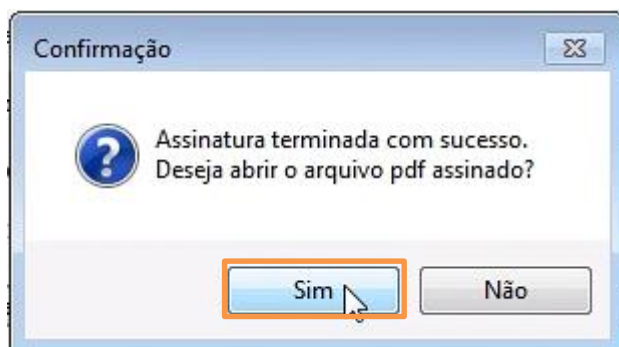 Confirmação
Assinatura terminada com sucesso.
Deseja abrir o arquivo pdf assinado?
Sim
Não